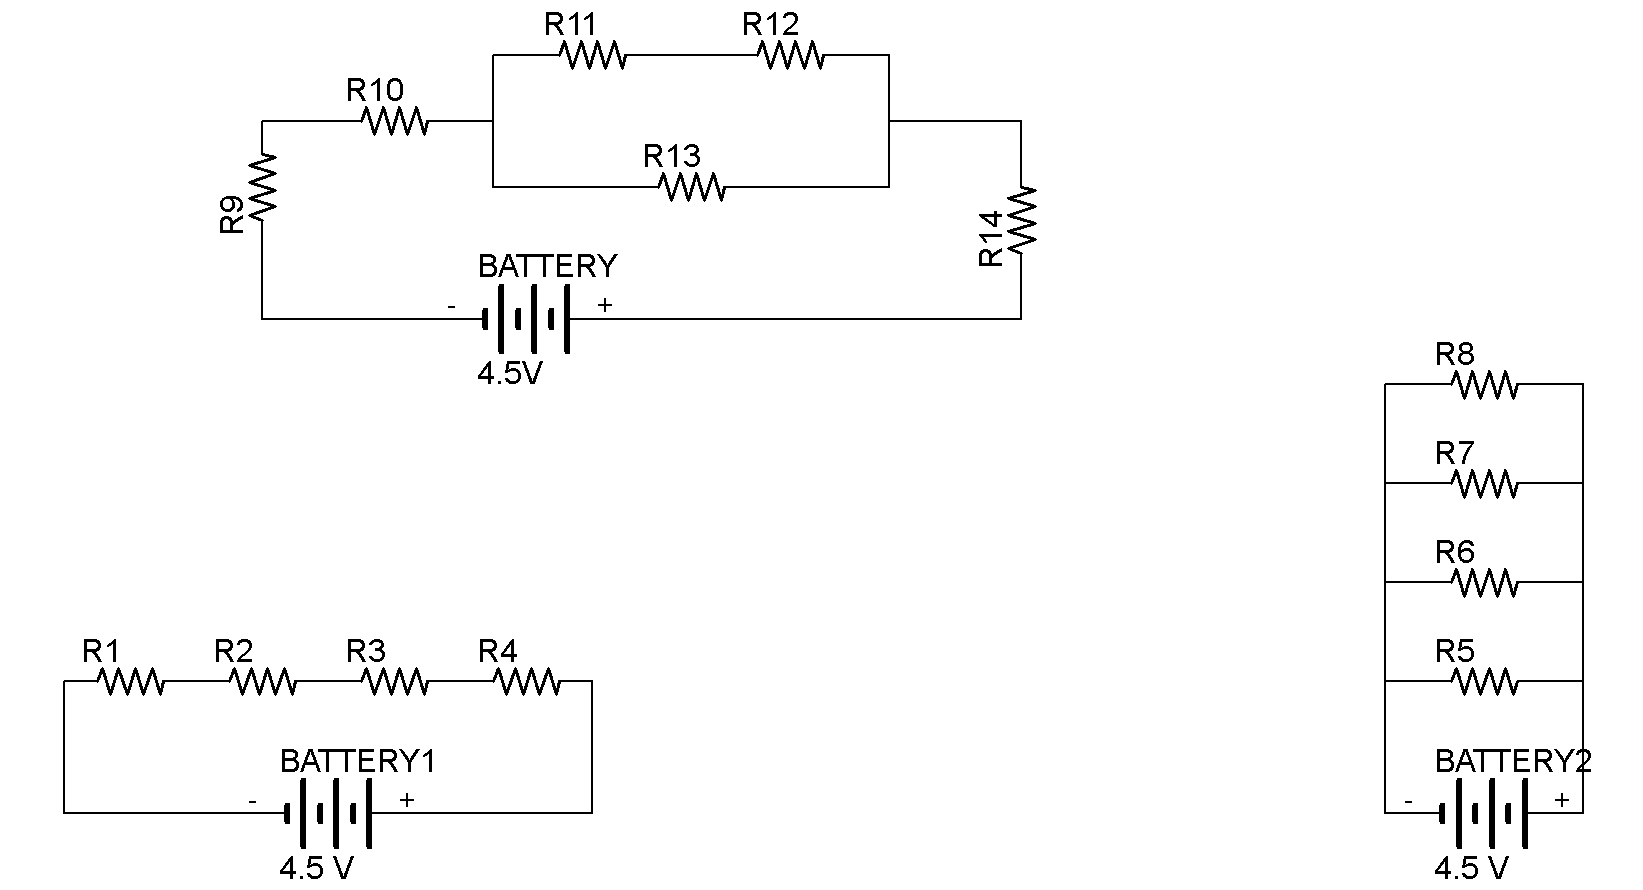 R11
R12
R10
R13
R9
R14
BATTERY
- +
4.5V
R8
R7
R6
R5
BATTERY2
- +
4.5 V
R1
R2
R3
R4
BATTERY1
- +
4.5 V